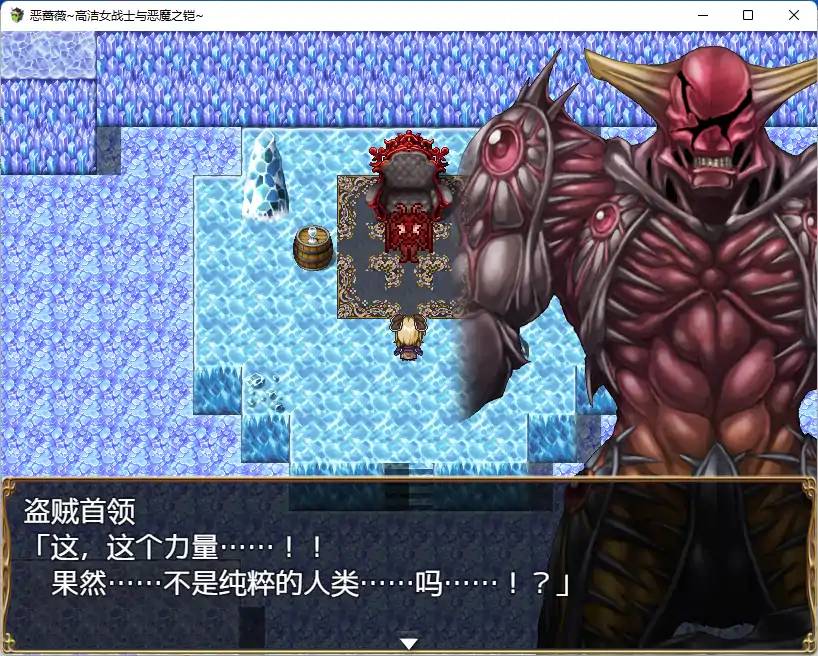 恶蔷薇~高洁女战士与恶魔之铠~
盗贼首领
「这，这个力量……！！
果然……不是纯粹的人类……吗……！？」